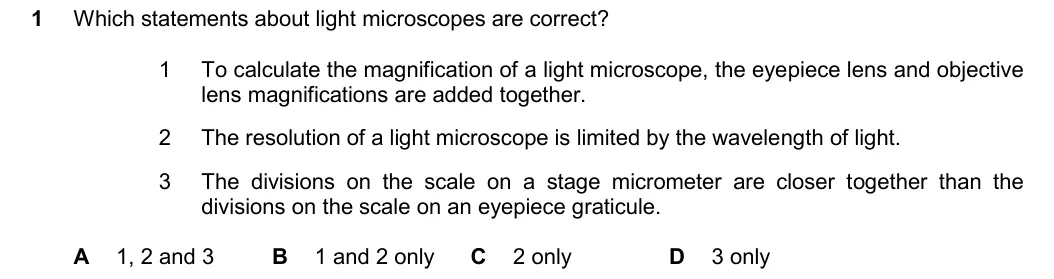 1 Which statements about light microscopes are correct?
1 To calculate the magnification of a light microscope, the eyepiece lens and objective
lens magnifications are added together.
2 The resolution of a light microscope is limited by the wavelength of light.
3 The divisions on the scale on a stage micrometer are closer together than the
divisions on the scale on an eyepiece graticule.
A 1, 2 and 3 B 1 and 2 only C 2 only D 3 only